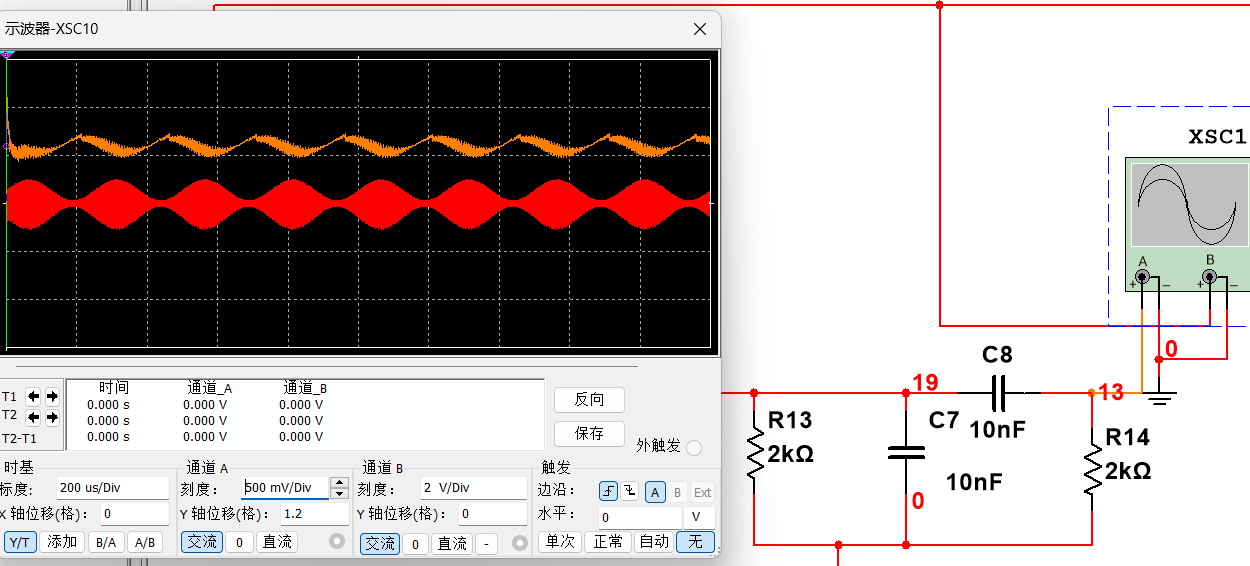 示波器-XSC10
时间 通道_A 通道_B
T1 0.000 s 0.000 V 0.000 V
T2 0.000 s 0.000 V 0.000 V
T2-T1 0.000 s 0.000 V 0.000 V
反向
保存
外触发
时基
标度: 200 us/Div
X 轴位移(格): 0
Y/T 添加 B/A A/B
通道 A
刻度: 500 mV/Div
Y 轴位移(格): 1.2
交流 0 直流
通道 B
刻度: 2 V/Div
Y 轴位移(格): 0
交流 0 直流 -
触发
边沿: A B Ext
水平: 0 V
单次 正常 自动 无
XSC1
A B
+ - + -
0
C8
19
13
R13
2kΩ
C7
10nF
10nF
R14
2kΩ
0